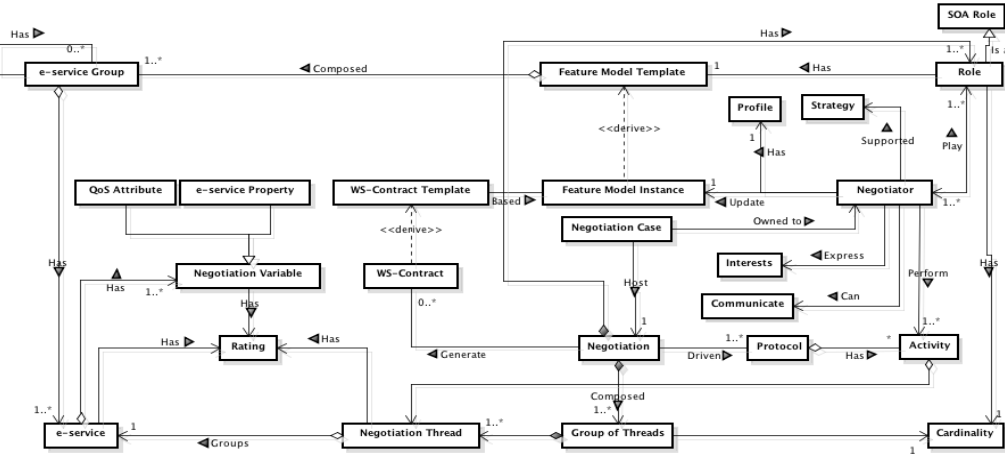 SOA Role
Has
Has
0..*
1..*
Is a
1..*
e-service Group
Composed
Feature Model Template
1
Has
Role
Profile
Strategy
1..*
<<derive>>
1
Supported
Play
Has
QoS Attribute
e-service Property
WS-Contract Template
Based
Feature Model Instance
1
Update
Negotiator
1..*
<<derive>>
Negotiation Case
Owned to
Has
Has
1..*
Negotiation Variable
WS-Contract
Interests
Express
Has
Perform
Host
Has
0..*
Communicate
Can
1
1..*
Has
Rating
Has
Generate
Negotiation
Driven
1..*
Protocol
Has
*
Activity
Composed
1..*
1..*
1..*
1
e-service
1
Groups
Negotiation Thread
Group of Threads
1
Cardinality